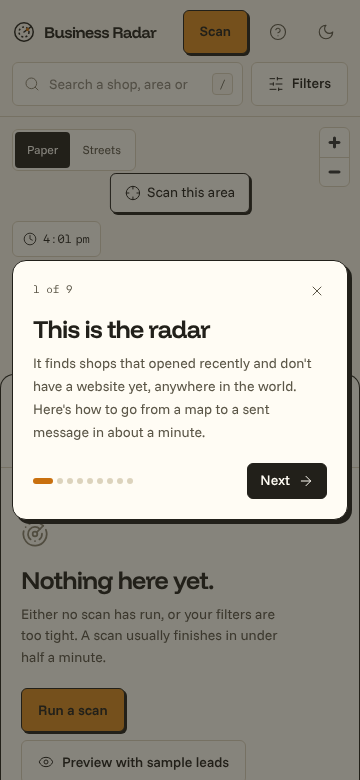 Business Radar
Scan
Search a shop, area or
/
Filters
Paper
Streets
Scan this area
4:01 pm
1 of 9
This is the radar
It finds shops that opened recently and don't
have a website yet, anywhere in the world.
Here's how to go from a map to a sent
message in about a minute.
Next
Nothing here yet.
Either no scan has run, or your filters are
too tight. A scan usually finishes in under
half a minute.
Run a scan
Preview with sample leads